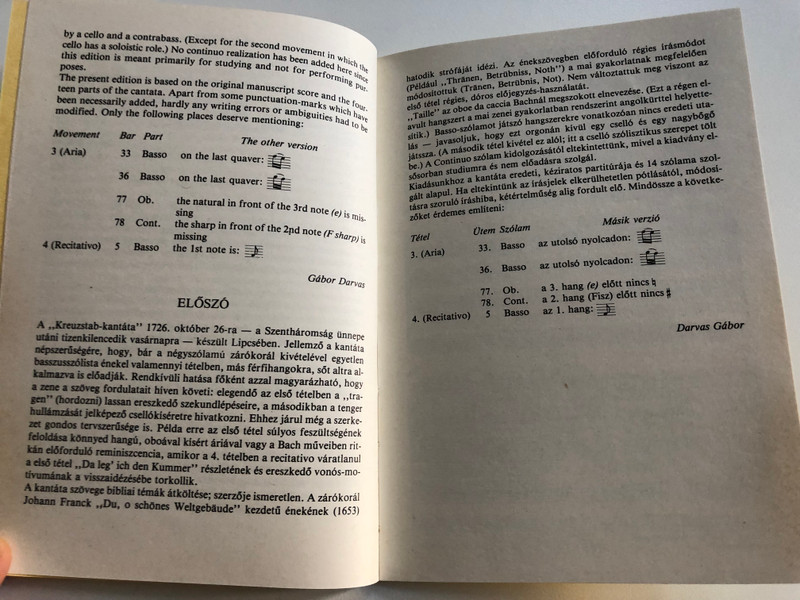 by a cello and a contrabass. (Except for the second movement in which the
cello has a soloistic role.) No continuo realization has been added here since
this edition is meant primarily for studying and not for performing pur-
poses.
The present edition is based on the original manuscript score and the four-
teen parts of the cantata. Apart from some punctuation-marks which have
been necessarily added, hardly any writing errors or ambiguities had to be
modified. Only the following places deserve mentioning:
Movement Bar Part The other version
3 (Aria) 33 Basso on the last quaver:
36 Basso on the last quaver:
77 Ob. the natural in front of the 3rd note (e) is mis-
sing
78 Cont. the sharp in front of the 2nd note (F sharp) is
missing
4 (Recitativo) 5 Basso the 1st note is:
Gábor Darvas
ELŐSZÓ
A „Kreuzstab-kantáta" 1726. október 26-ra — a Szentháromság ünnepe
utáni tizenkilencedik vasárnapra — készült Lipcsében. Jellemző a kantáta
népszerűségére, hogy, bár a négyszólamú zárókorál kivételével egyetlen
basszusszólista énekel valamennyi tételben, más férfihangokra, sőt altra al-
kalmazva is előadják. Rendkívüli hatása főként azzal magyarázható, hogy
a zene a szöveg fordulatait híven követi: elegendő az első tételben a „tra-
gen" (hordozni) lassan ereszkedő szekundlépéseire, a másodikban a tenger
hullámzását jelképező csellókíséretre hivatkozni. Ehhez járul még a szerke-
zet gondos tervszerűsége is. Példa erre az első tétel súlyos feszültségének
feloldása könnyed hangú, oboával kísért áriával vagy a Bach műveiben rit-
kán előforduló reminiszcencia, amikor a 4. tételben a recitativo váratlanul
a első tétel „Da leg' ich den Kummer" részletének és ereszkedő vonós-mo-
tívumának a visszaidézésébe torkollik.
A kantáta szövege bibliai témák átköltése; szerzője ismeretlen. A zárókorál
Johann Franck „Du, o schönes Weltgebäude" kezdetű énekének (1653)
hatodik strófáját idézi. Az énekszövegben előforduló régies írásmódot
(Például „Thränen, Betrübniss, Noth") a mai gyakorlatnak megfelelően
módosítottuk (Tränen, Betrübnis, Not). Nem változtattuk meg viszont az
első tétel régies, dóros előjegyzés-használatát.
„Taille" az oboe da caccia Bachnál megszokott elnevezése. (Ezt a régen el-
avult hangszert a mai zenei gyakorlatban rendszerint angolkürttel helyette-
sítik.) Basso-szólamot játszó hangszerekre vonatkozóan nincs eredeti uta-
lás — javasoljuk, hogy ezt orgonán kívül egy cselló és egy nagybőgő
játssza. (A második tétel kivétel ez alól; itt a cselló szólisztikus szerepet tölt
be.) A Continuo szólam kidolgozásától eltekintettünk, mivel a kiadvány el-
sősorban studiumra és nem előadásra szolgál.
Kiadásunkhoz a kantáta eredeti, kéziratos partitúrája és 14 szólama szol-
gált alapul. Ha eltekintünk az írásjelek elkerülhetetlen pótlásától, módosí-
tásra szoruló íráshiba, kétértelműség alig fordult elő. Mindössze a követke-
zőket érdemes említeni:
Tétel Ütem Szólam Másik verzió
3. (Aria) 33. Basso az utolsó nyolcadon:
36. Basso az utolsó nyolcadon:
77. Ob. a 3. hang (e) előtt nincs ♮
78. Cont. a 2. hang (Fisz) előtt nincs ♯
4. (Recitativo) 5 Basso az 1. hang:
Darvas Gábor